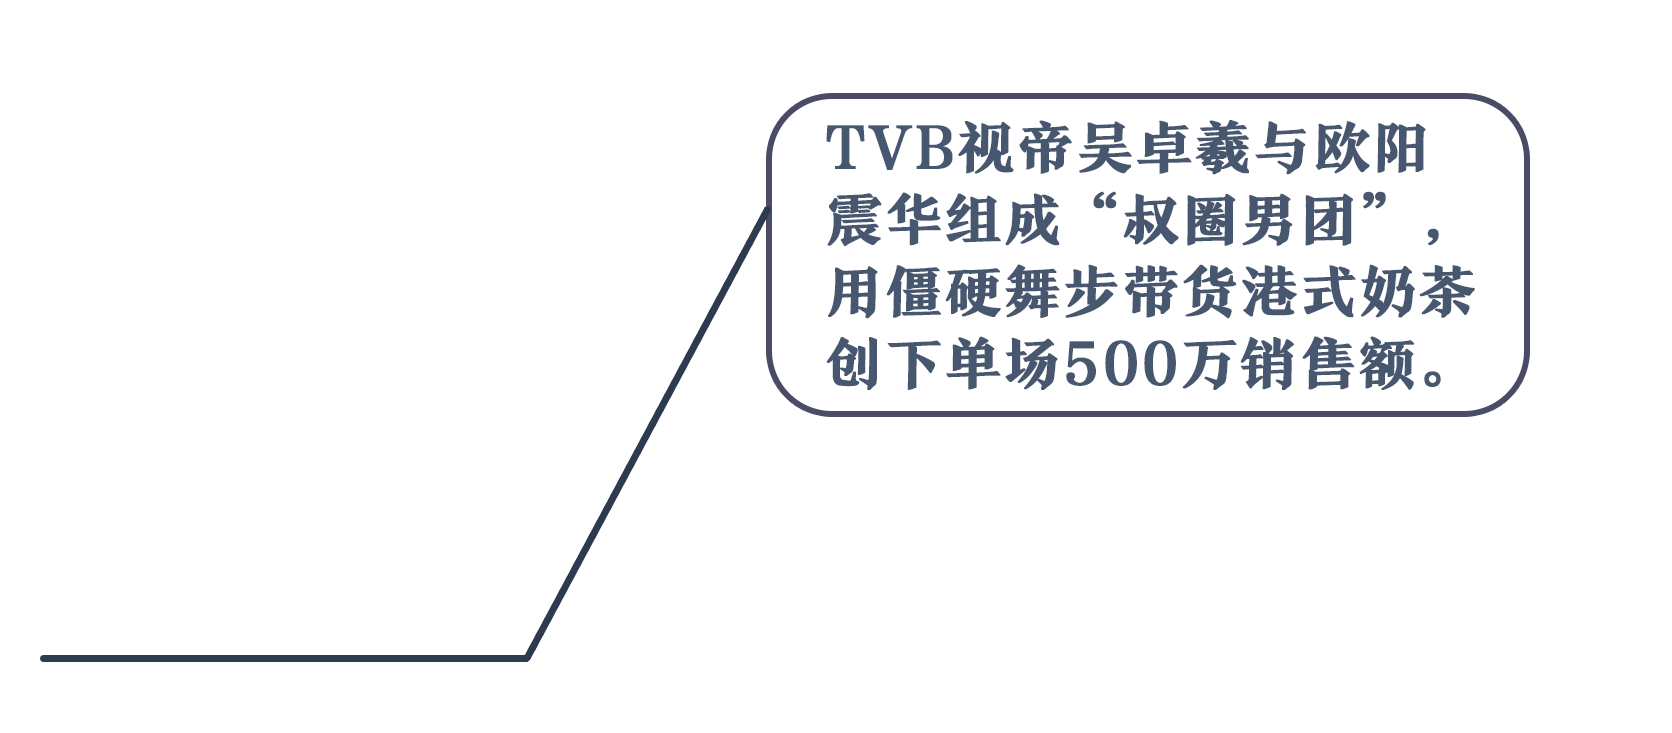 TVB视帝吴卓羲与欧阳
震华组成“叔圈男团”，
用僵硬舞步带货港式奶茶
创下单场500万销售额。